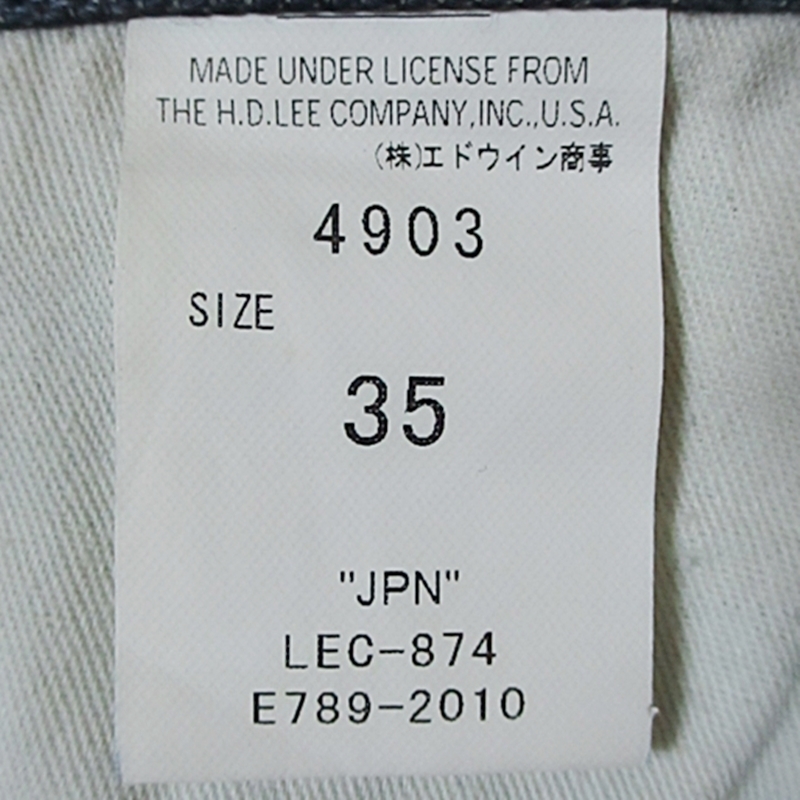 MADE UNDER LICENSE FROM
THE H.D.LEE COMPANY,INC.,U.S.A.
(株)エドウイン商事
4903
SIZE
35
"JPN"
LEC-874
E789-2010